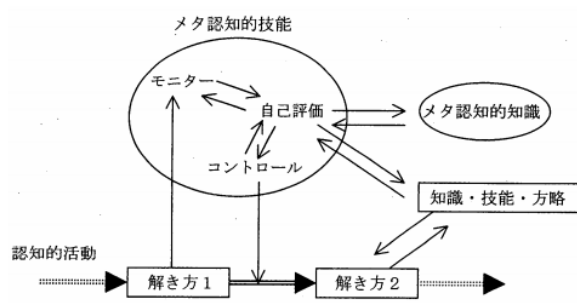 メタ認知的技能
モニター
自己評価
メタ認知的知識
コントロール
知識・技能・方略
認知的活動
解き方1
解き方2